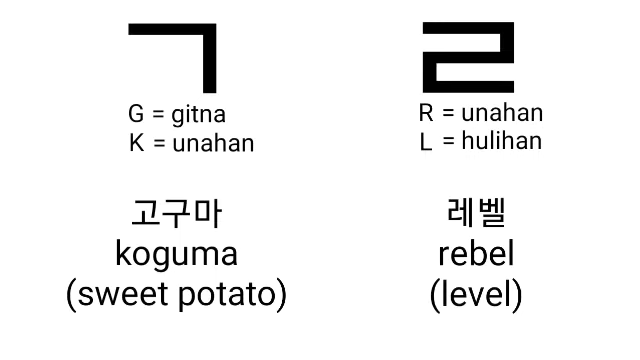 ㄱ
G = gitna
K = unahan
고구마
koguma
(sweet potato)
ㄹ
R = unahan
L = hulihan
레벨
rebel
(level)